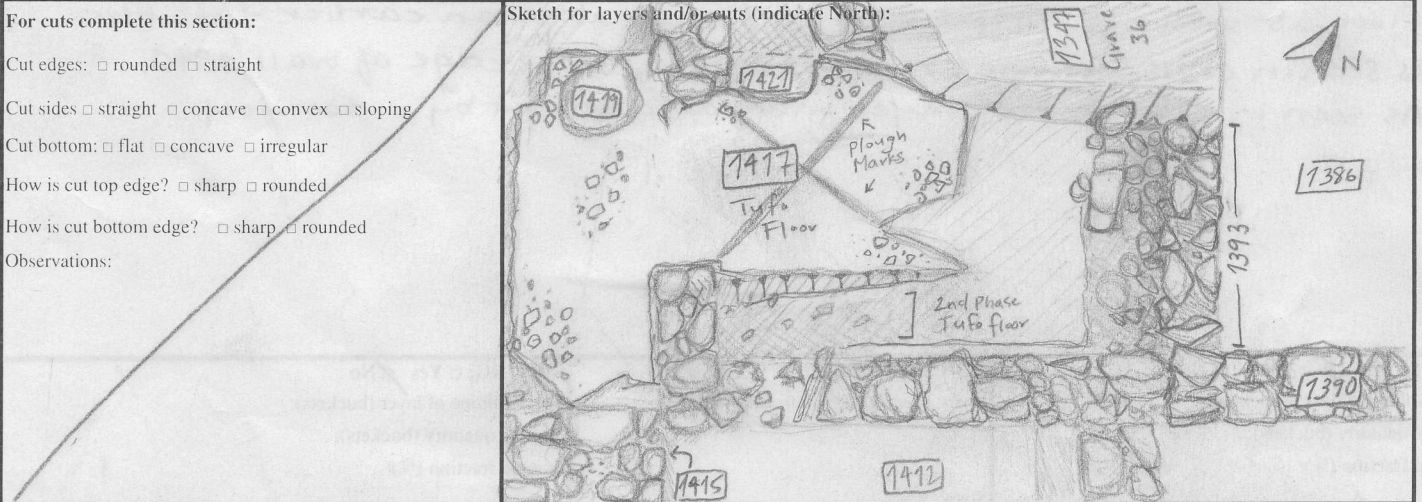 For cuts complete this section:
Cut edges: □ rounded □ straight
Cut sides □ straight □ concave □ convex □ sloping
Cut bottom: □ flat □ concave □ irregular
How is cut top edge? □ sharp □ rounded
How is cut bottom edge? □ sharp □ rounded
Observations:
Sketch for layers and/or cuts (indicate North):
1347
Grave
36
N
1419
1421
1417
Tufo
Floor
plough
Marks
1386
1393
2nd Phase
Tufo floor
1390
1415
1412